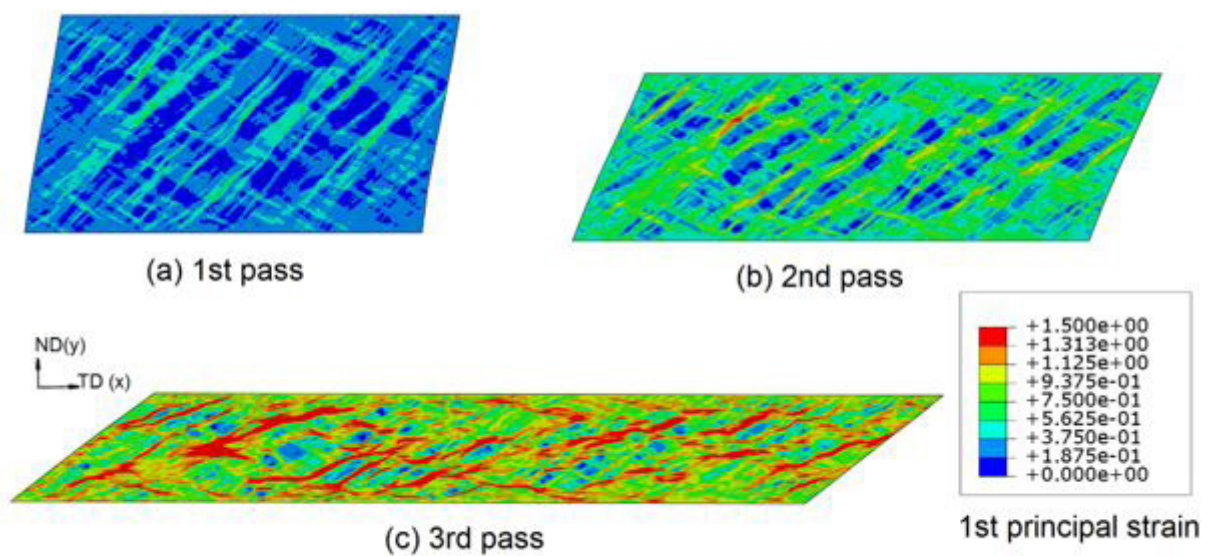 (a) 1st pass
(b) 2nd pass
ND(y)
TD (x)
+1.500e+00
+1.313e+00
+1.125e+00
+9.375e-01
+7.500e-01
+5.625e-01
+3.750e-01
+1.875e-01
+0.000e+00
(c) 3rd pass
1st principal strain